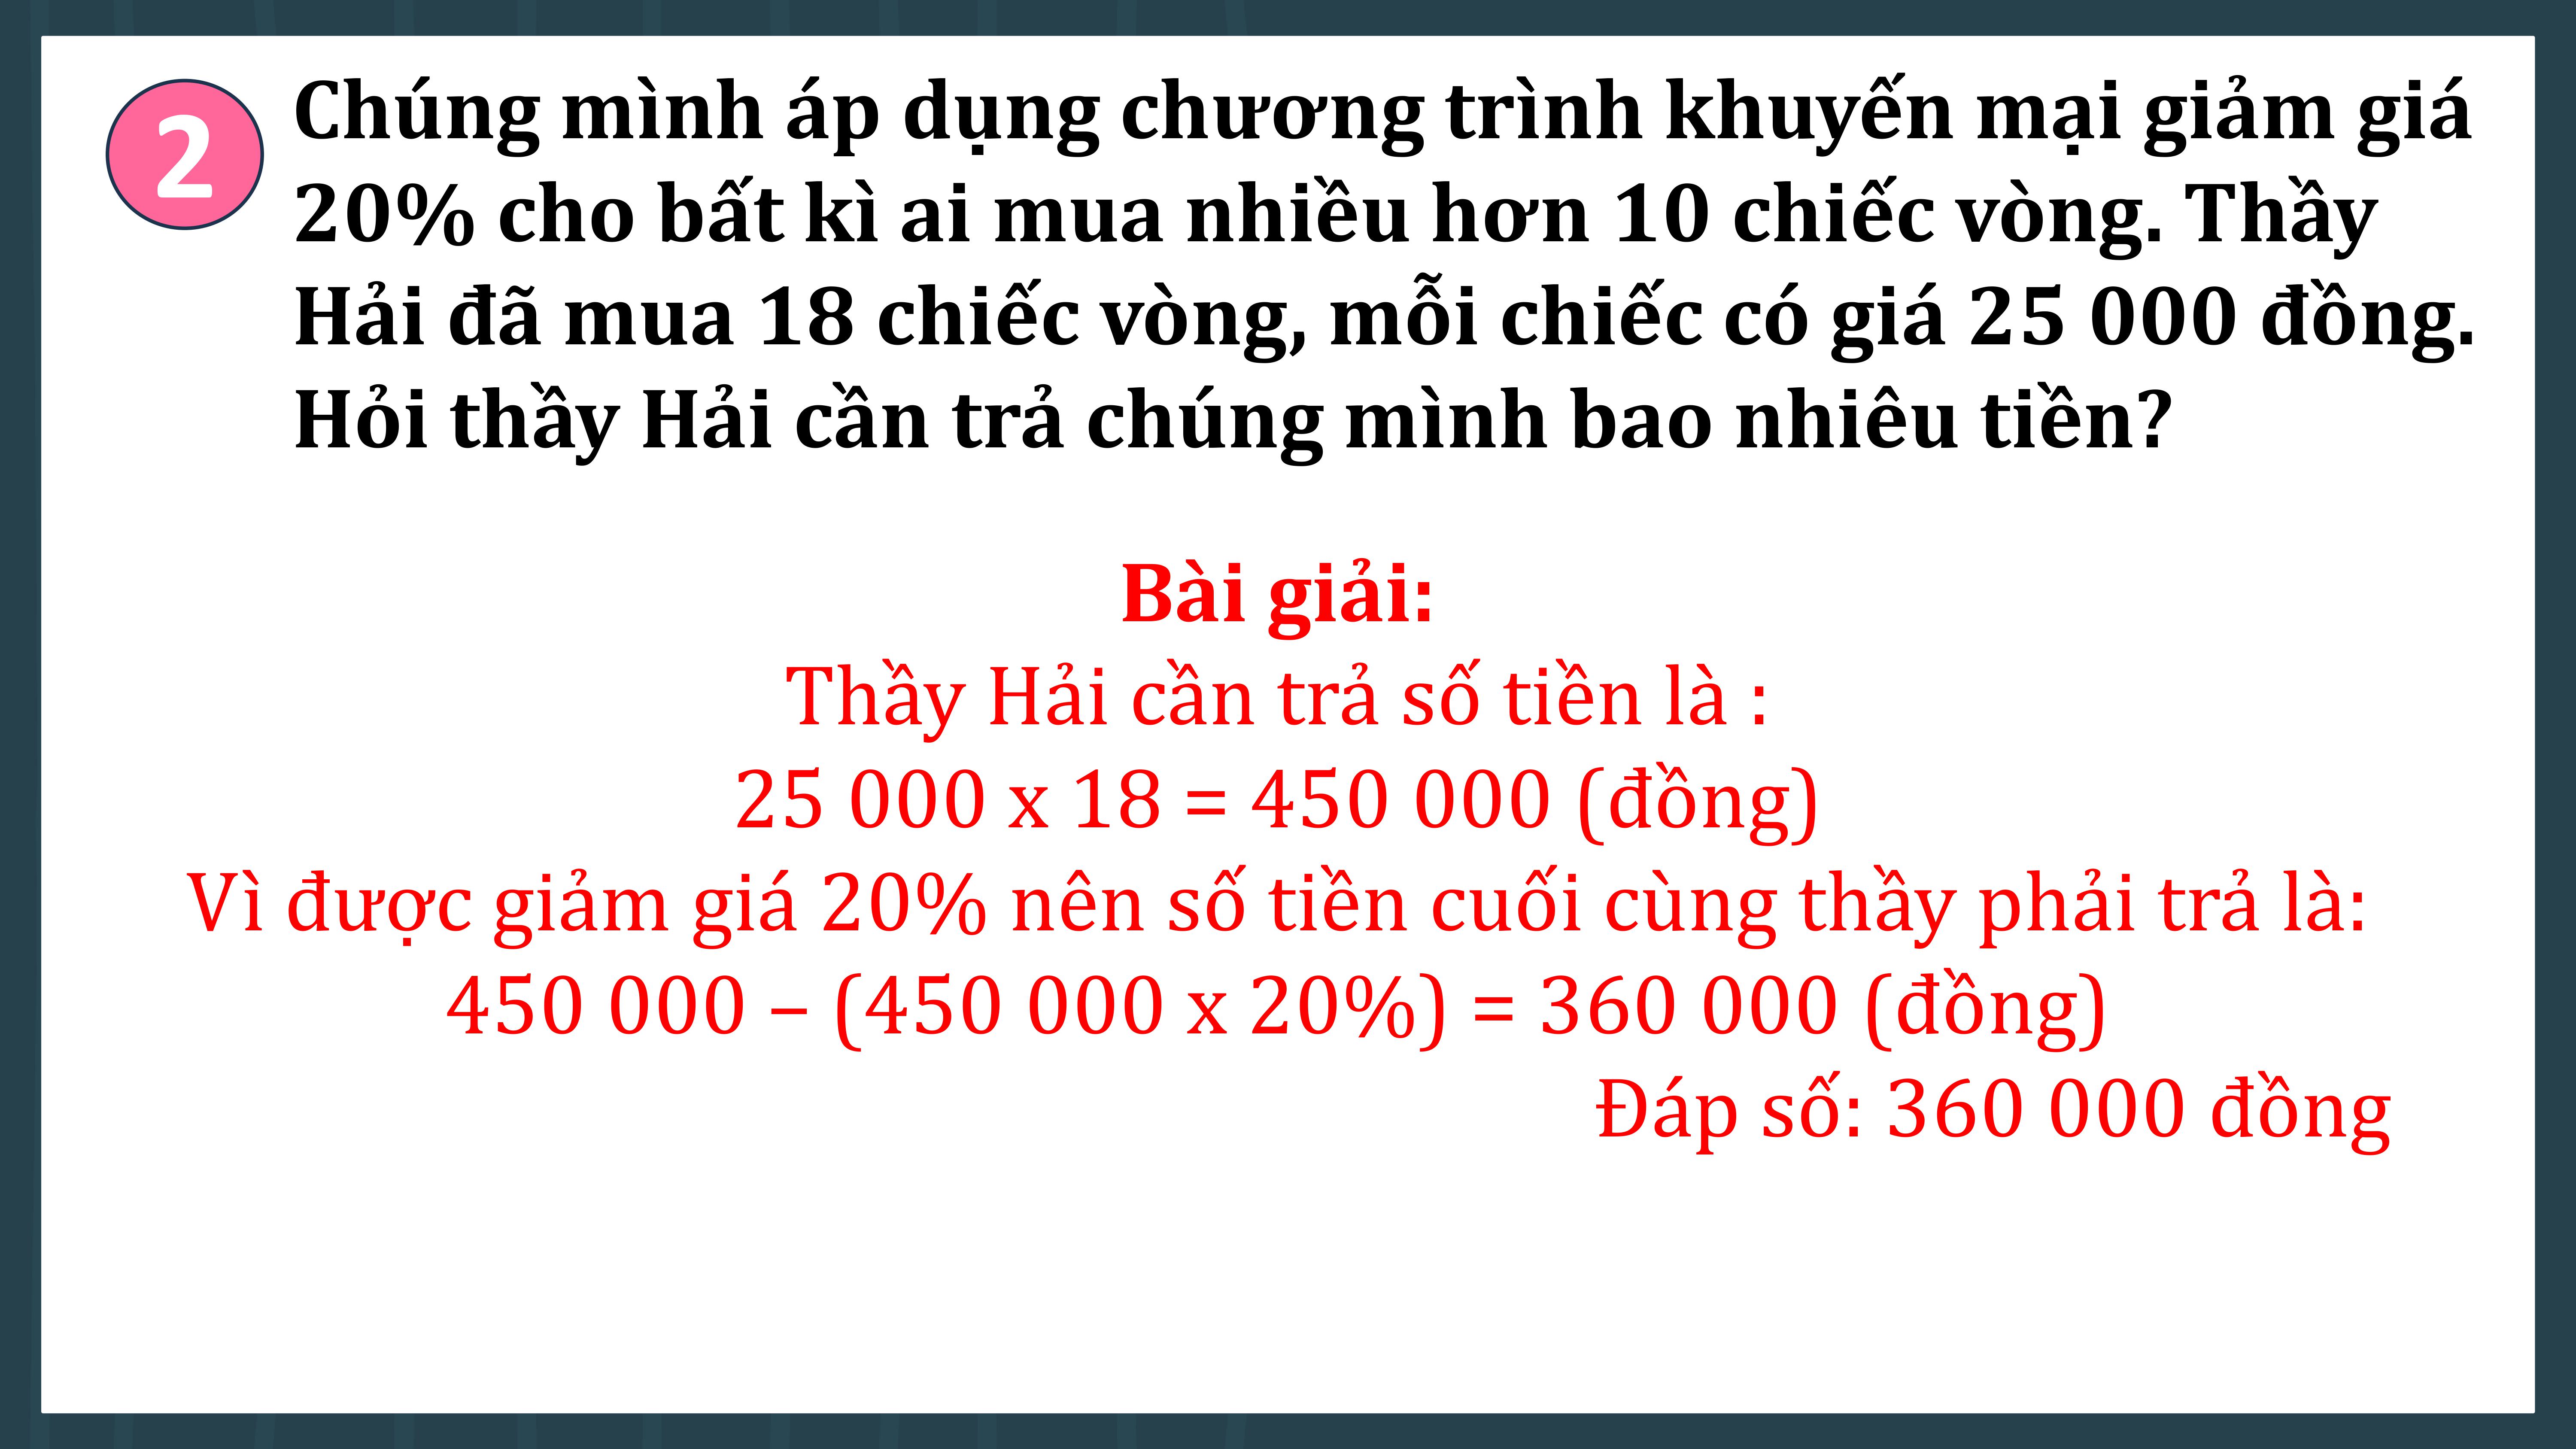 2
Chúng mình áp dụng chương trình khuyến mại giảm giá
20% cho bất kì ai mua nhiều hơn 10 chiếc vòng. Thầy
Hải đã mua 18 chiếc vòng, mỗi chiếc có giá 25 000 đồng.
Hỏi thầy Hải cần trả chúng mình bao nhiêu tiền?
Bài giải:
Thầy Hải cần trả số tiền là :
25 000 x 18 = 450 000 (đồng)
Vì được giảm giá 20% nên số tiền cuối cùng thầy phải trả là:
450 000 – (450 000 x 20%) = 360 000 (đồng)
Đáp số: 360 000 đồng